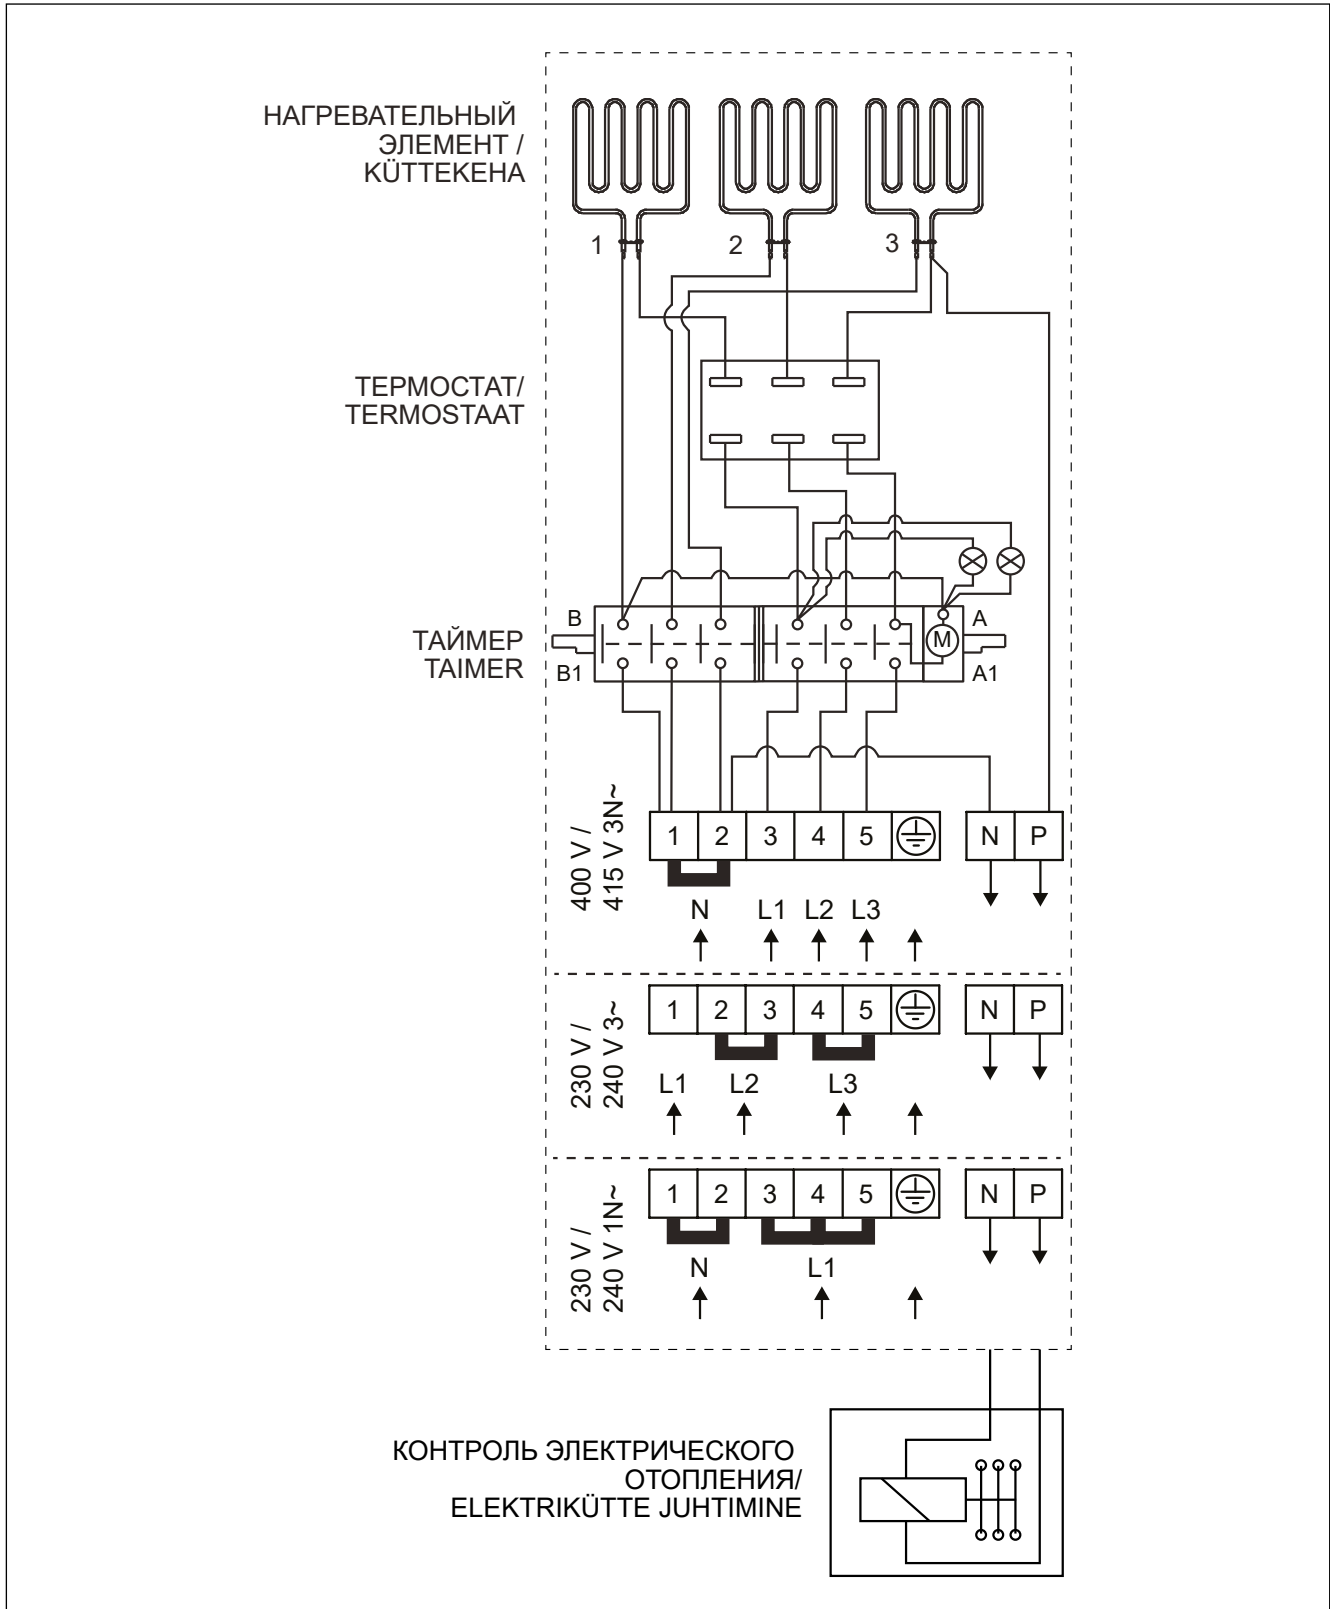 НАГРЕВАТЕЛЬНЫЙ
ЭЛЕМЕНТ /
KÜTTEKEHA
1
2
3
ТЕРМОСТАТ/
TERMOSTAAT
ТАЙМЕР
TAIMER
B
B1
M
A
A1
400 V /
415 V 3N~
1 2 3 4 5 N P
N L1 L2 L3
230 V /
240 V 3~
1 2 3 4 5 N P
L1 L2 L3
230 V /
240 V 1N~
1 2 3 4 5 N P
N L1
КОНТРОЛЬ ЭЛЕКТРИЧЕСКОГО
ОТОПЛЕНИЯ/
ELEKTRIKÜTTE JUHTIMINE